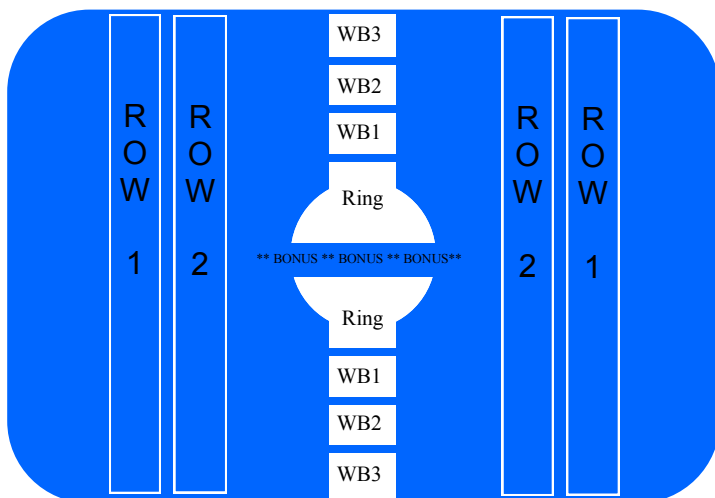 WB3
WB2
WB1
Ring
ROW 1
ROW 2
** BONUS ** BONUS ** BONUS**
ROW 2
ROW 1
Ring
WB1
WB2
WB3